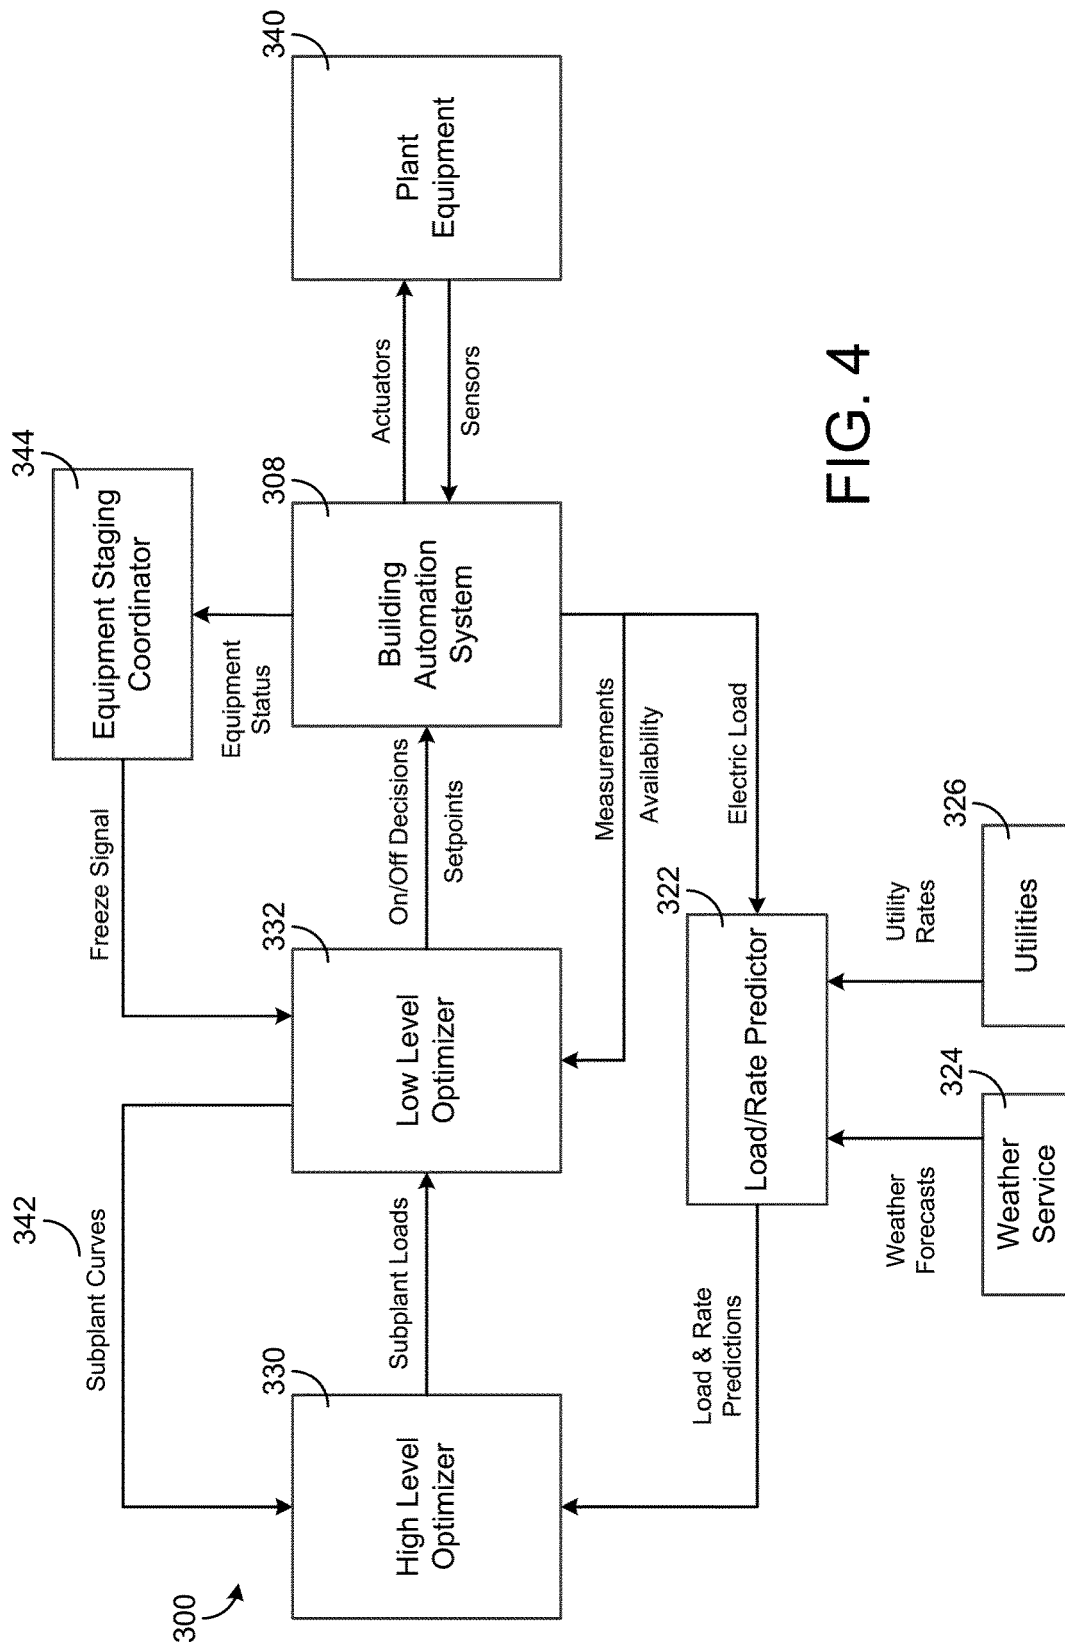 344
340
Equipment Staging
Coordinator
Subplant Curves
342
Freeze Signal
Equipment
Status
300
330
332
308
High Level
Optimizer
Subplant Loads
Low Level
Optimizer
On/Off Decisions
Setpoints
Building
Automation
System
Actuators
Sensors
Plant
Equipment
Measurements
Availability
Load & Rate
Predictions
322
Load/Rate Predictor
Electric Load
Weather
Forecasts
Utility
Rates
324
Weather
Service
326
Utilities
FIG. 4